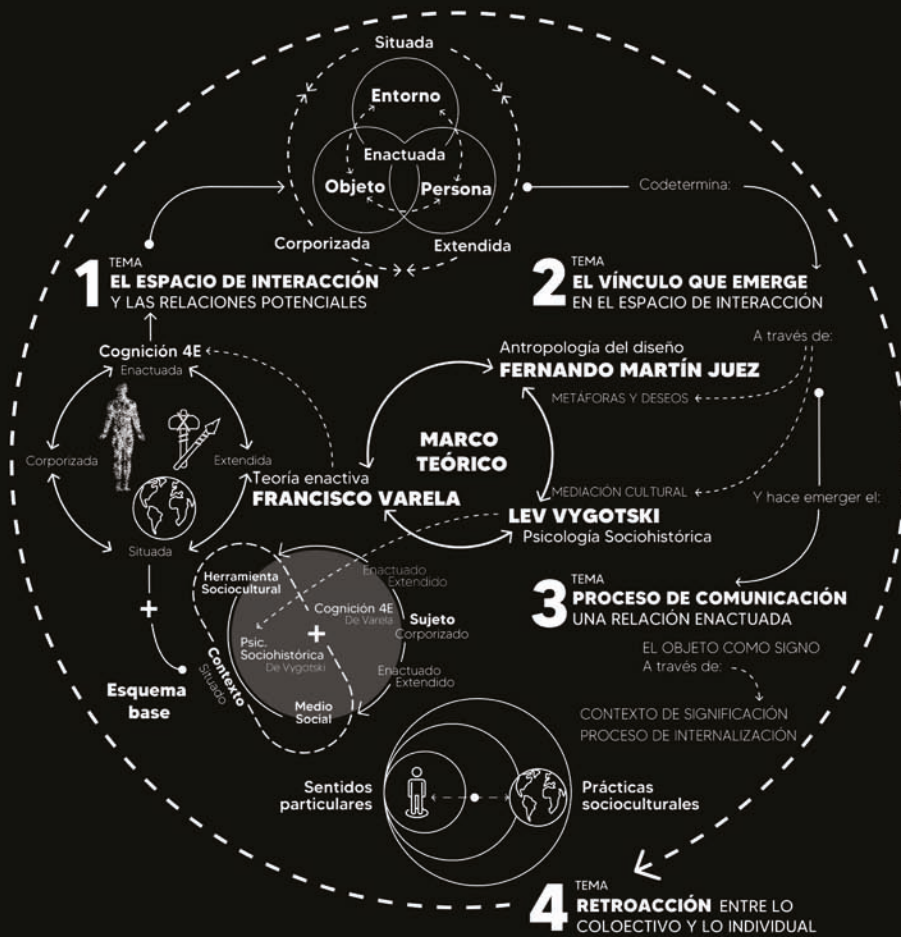 Situada
Entorno
Enactuada
Objeto
Persona
Corporizada
Extendida
Codetermina:
1
TEMA
EL ESPACIO DE INTERACCIÓN
Y LAS RELACIONES POTENCIALES
2
TEMA
EL VÍNCULO QUE EMERGE
EN EL ESPACIO DE INTERACCIÓN
A través de:
Cognición 4E
Enactuada
Corporizada
Extendida
Situada
+
Esquema
base
Antropología del diseño
FERNANDO MARTÍN JUEZ
METÁFORAS Y DESEOS
MARCO
TEÓRICO
Teoría enactiva
FRANCISCO VARELA
MEDIACIÓN CULTURAL
LEV VYGOTSKI
Psicología Sociohistórica
Y hace emerger el:
Herramienta
Sociocultural
Enactuado
Extendido
Cognición 4E
De Varela
+
Psic.
Sociohistórica
De Vygotski
Sujeto
Corporizado
Contexto
Situado
Enactuado
Extendido
Medio
Social
3
TEMA
PROCESO DE COMUNICACIÓN
UNA RELACIÓN ENACTUADA
EL OBJETO COMO SIGNO
A través de:
CONTEXTO DE SIGNIFICACIÓN
PROCESO DE INTERNALIZACIÓN
Sentidos
particulares
Prácticas
socioculturales
4
TEMA
RETROACCIÓN ENTRE LO
COLOECTIVO Y LO INDIVIDUAL